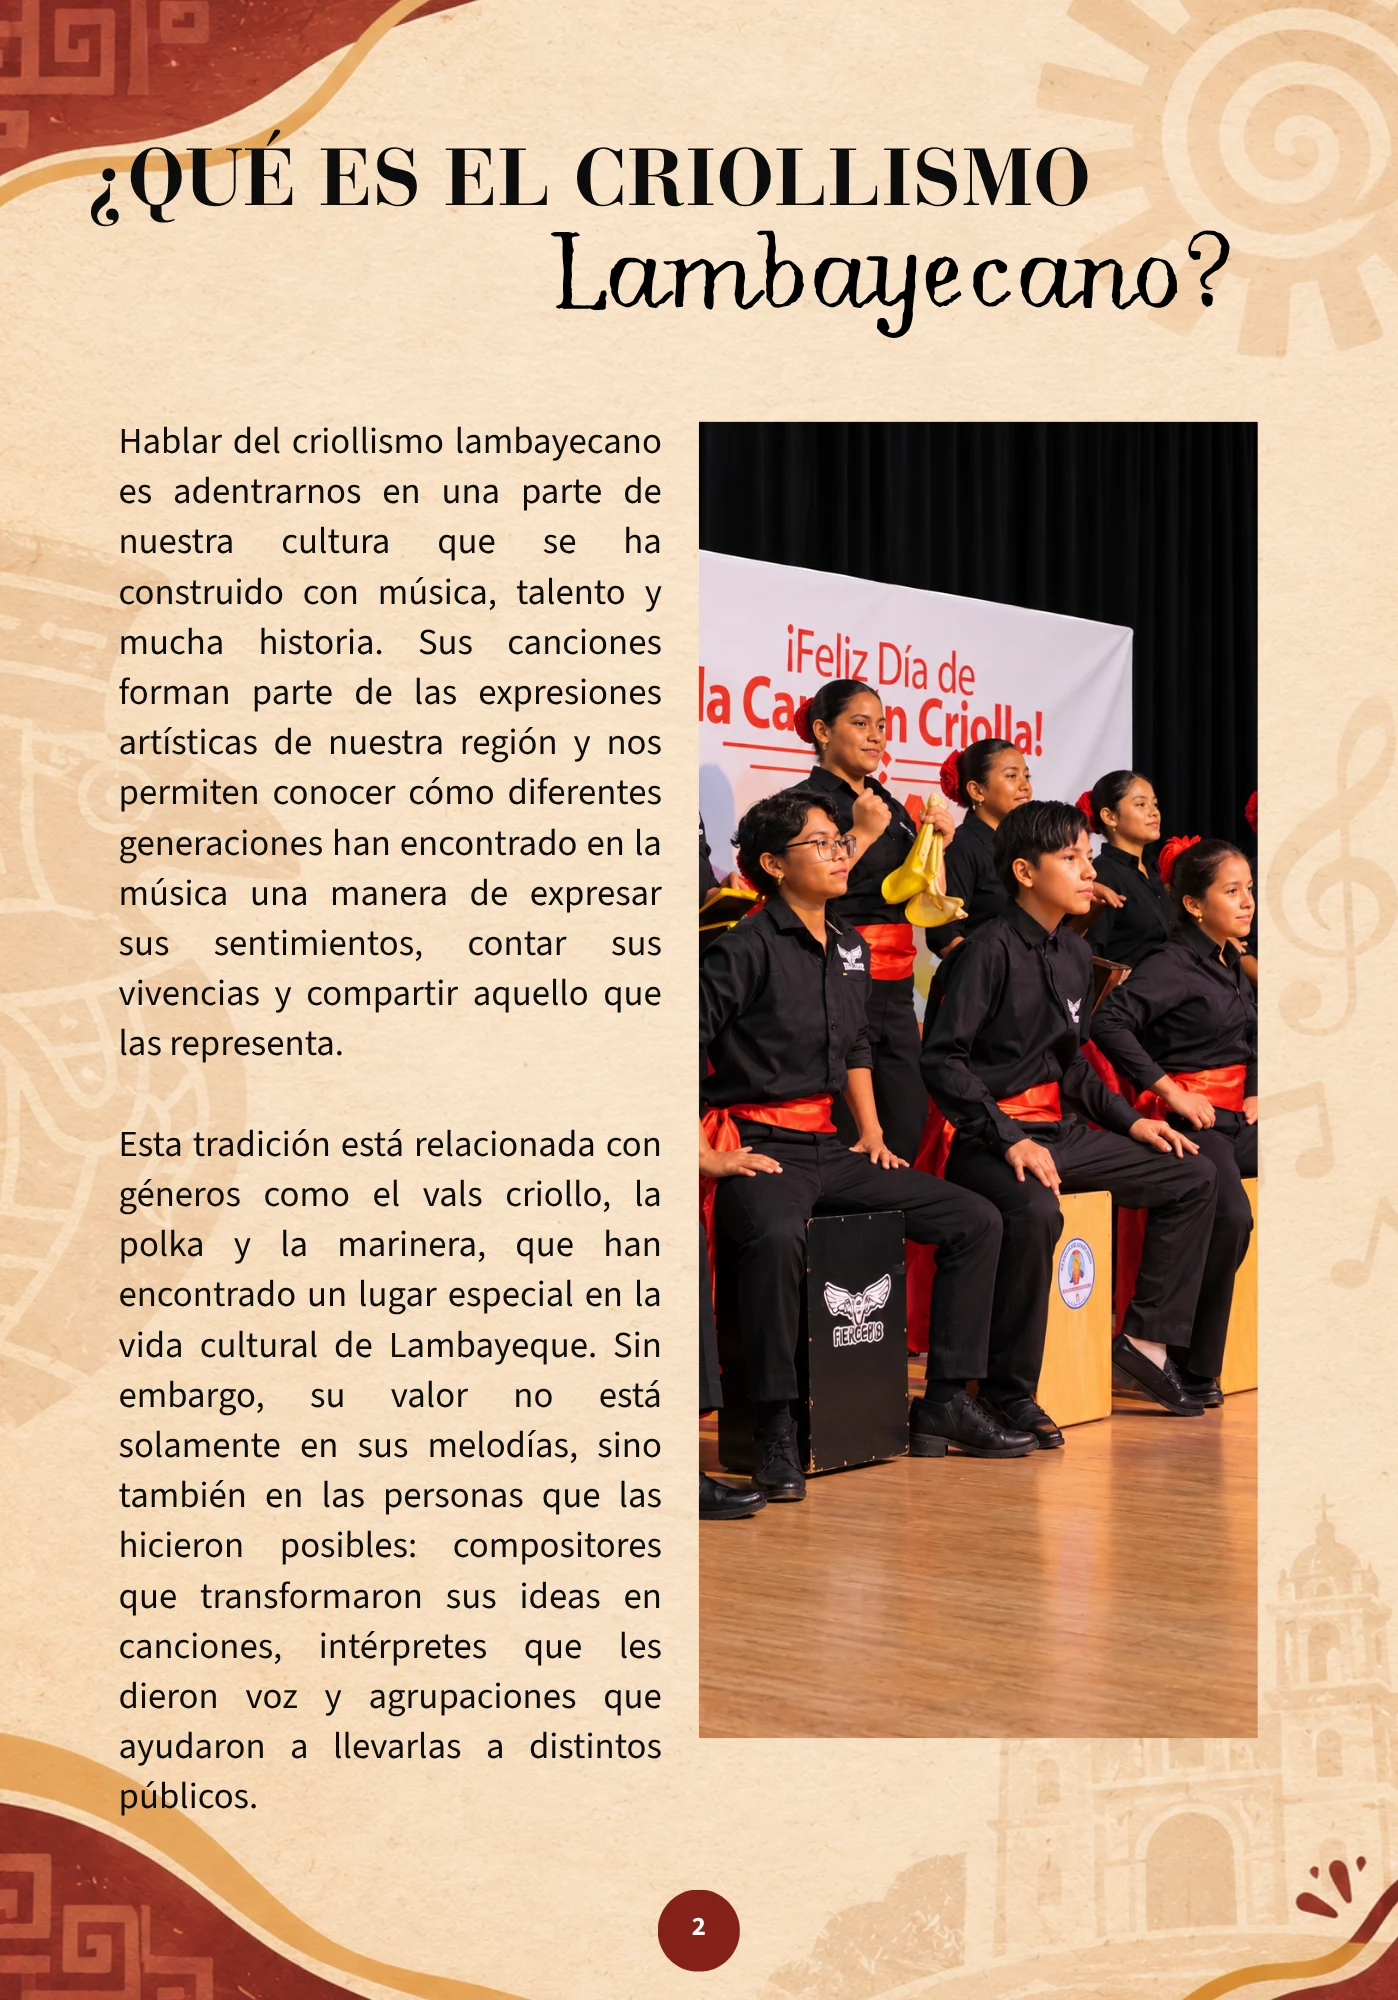 ¿QUÉ ES EL CRIOLLISMO
Lambayecano?
Hablar del criollismo lambayecano
es adentrarnos en una parte de
nuestra cultura que se ha
construido con música, talento y
mucha historia. Sus canciones
forman parte de las expresiones
artísticas de nuestra región y nos
permiten conocer cómo diferentes
generaciones han encontrado en la
música una manera de expresar
sus sentimientos, contar sus
vivencias y compartir aquello que
las representa.
Esta tradición está relacionada con
géneros como el vals criollo, la
polka y la marinera, que han
encontrado un lugar especial en la
vida cultural de Lambayeque. Sin
embargo, su valor no está
solamente en sus melodías, sino
también en las personas que las
hicieron posibles: compositores
que transformaron sus ideas en
canciones, intérpretes que les
dieron voz y agrupaciones que
ayudaron a llevarlas a distintos
públicos.
¡Feliz Día de
la Ca n Criolla!
2